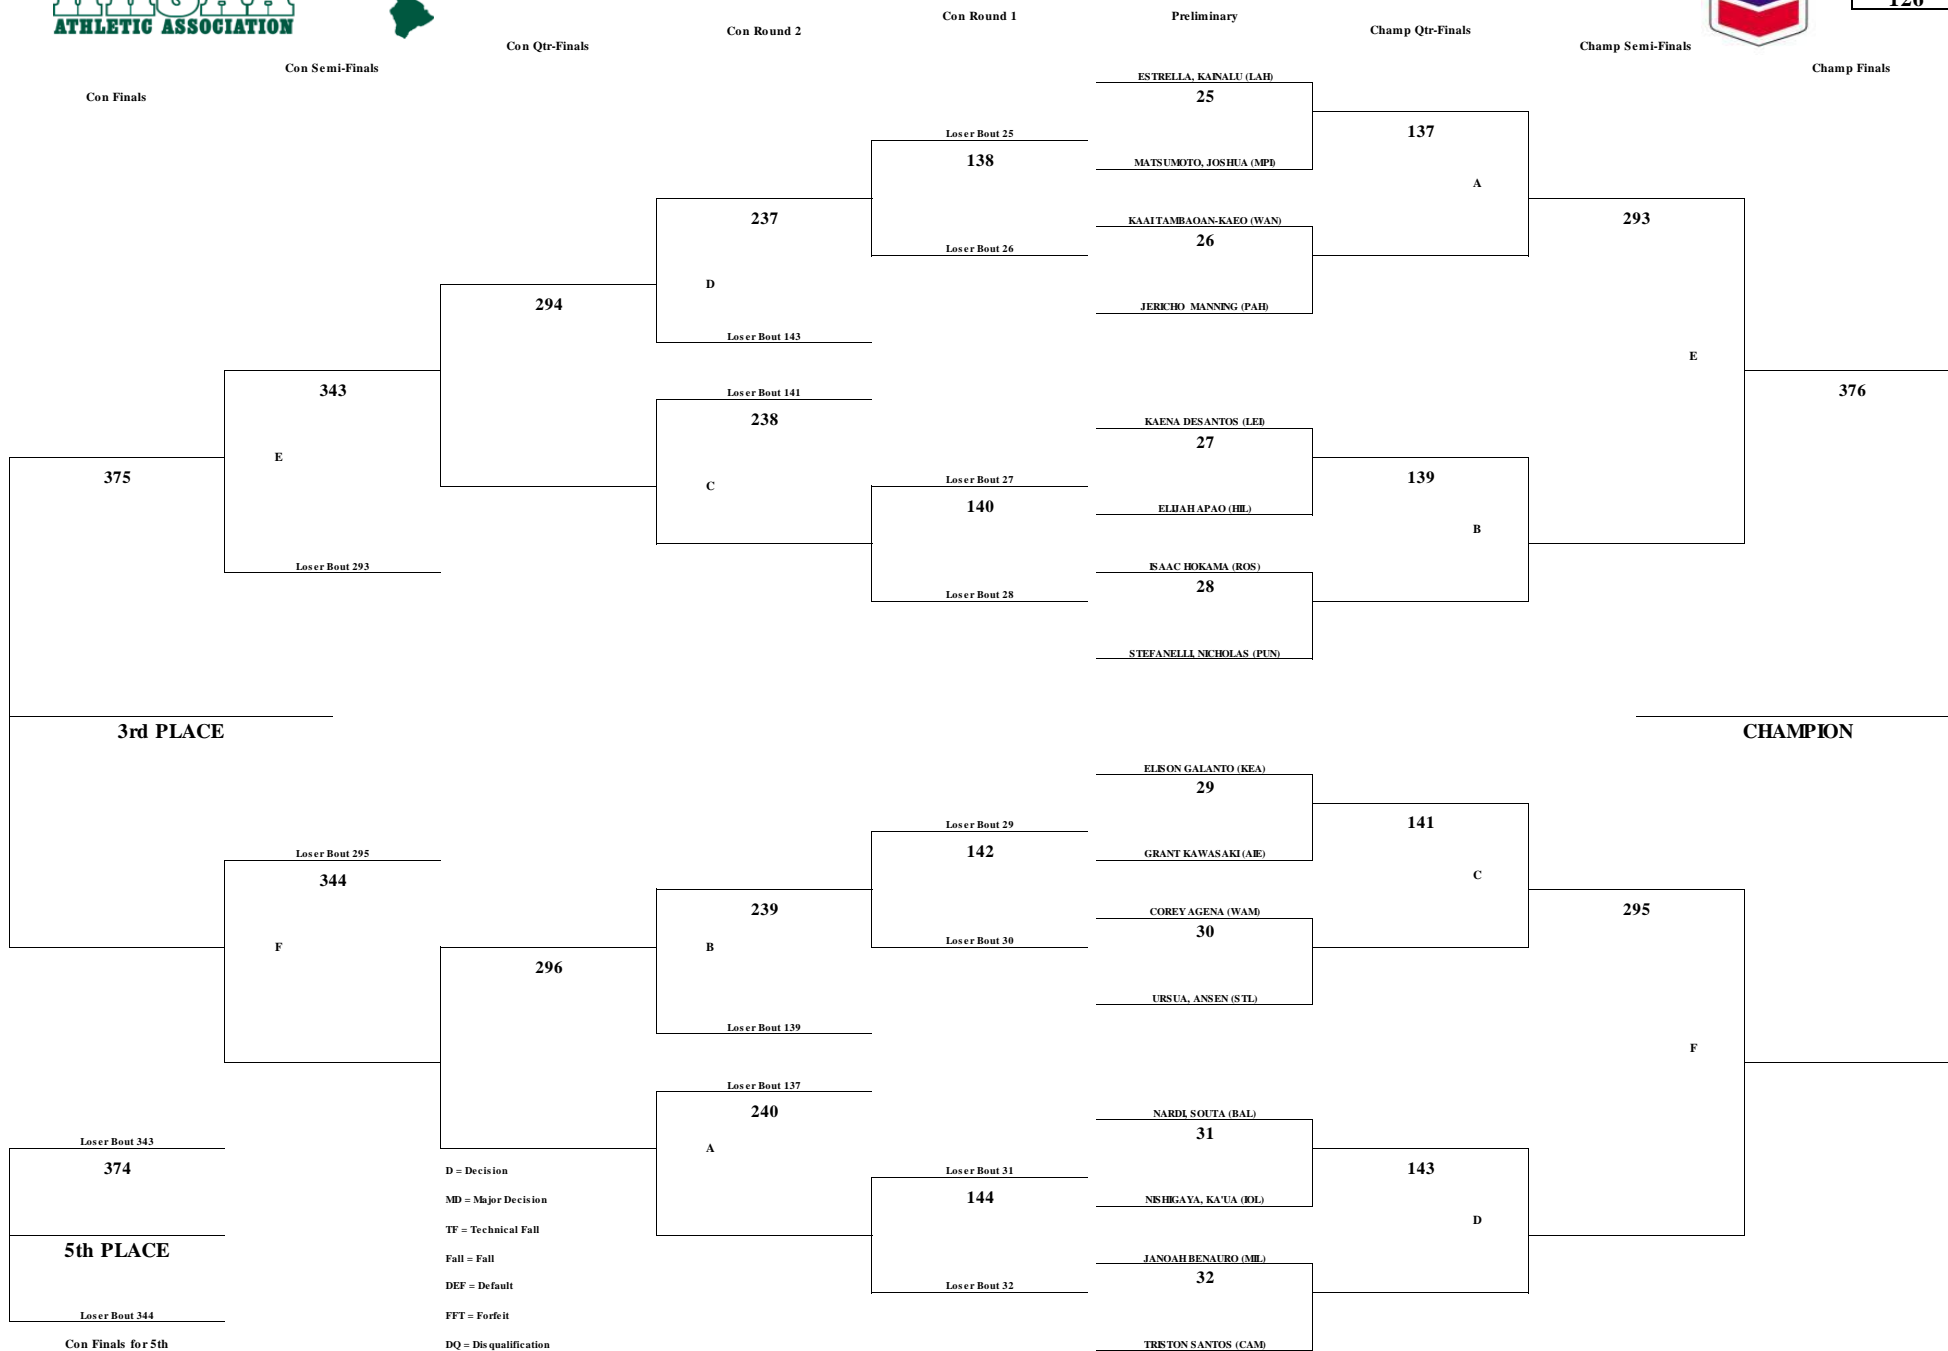 ATHLETIC ASSOCIATION
126
Con Finals
Con Semi-Finals
Con Qtr-Finals
Con Round 2
Con Round 1
Preliminary
Champ Qtr-Finals
Champ Semi-Finals
Champ Finals
ESTRELLA, KAINALU (LAH)
25
MATSUMOTO, JOSHUA (MPI)
KAAI TAMBAOAN-KAEO (WAN)
26
JERICHO MANNING (PAH)
KAENA DESANTOS (LEI)
27
ELIJAH APAO (HIL)
ISAAC HOKAMA (ROS)
28
STEFANELLI, NICHOLAS (PUN)
ELISON GALANTO (KEA)
29
GRANT KAWASAKI (AIE)
COREY AGENA (WAM)
30
URSUA, ANSEN (STL)
NARDI, SOUTA (BAL)
31
NISHIGAYA, KA'UA (IOL)
JANOAH BENAURO (MIL)
32
TRISTON SANTOS (CAM)
137
A
139
B
141
C
143
D
293
E
295
F
376
CHAMPION
Loser Bout 25
138
Loser Bout 26
Loser Bout 27
140
Loser Bout 28
Loser Bout 29
142
Loser Bout 30
Loser Bout 31
144
Loser Bout 32
237
D
Loser Bout 143
Loser Bout 141
238
C
239
B
Loser Bout 139
Loser Bout 137
240
A
294
296
343
E
Loser Bout 293
Loser Bout 295
344
F
375
3rd PLACE
Loser Bout 343
374
5th PLACE
Loser Bout 344
Con Finals for 5th
D = Decision
MD = Major Decision
TF = Technical Fall
Fall = Fall
DEF = Default
FFT = Forfeit
DQ = Disqualification